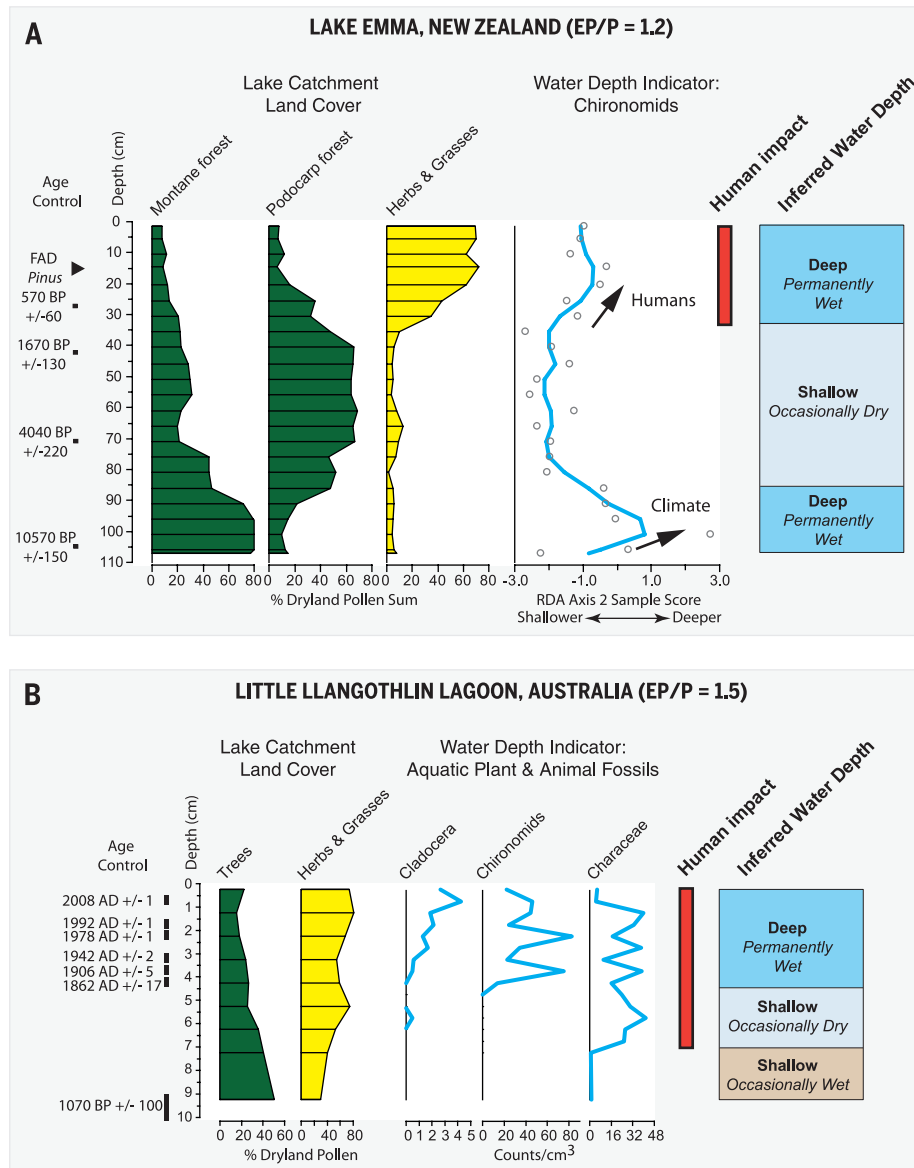 A
LAKE EMMA, NEW ZEALAND (EP/P = 1.2)
Lake Catchment
Land Cover
Water Depth Indicator:
Chironomids
Age
Control
Depth (cm)
Montane forest
Podocarp forest
Herbs & Grasses
Human impact
Inferred Water Depth
FAD
Pinus
570 BP
+/-60
1670 BP
+/-130
4040 BP
+/-220
10570 BP
+/-150
0
10
20
30
40
50
60
70
80
90
100
110
Humans
Climate
Deep
Permanently
Wet
Shallow
Occasionally Dry
Deep
Permanently
Wet
0 20 40 60 80
0 20 40 60 80
0 20 40 60 80
-3.0 -1.0 1.0 3.0
% Dryland Pollen Sum
RDA Axis 2 Sample Score
Shallower Deeper
B
LITTLE LLANGOTHLIN LAGOON, AUSTRALIA (EP/P = 1.5)
Lake Catchment
Land Cover
Water Depth Indicator:
Aquatic Plant & Animal Fossils
Age
Control
Depth (cm)
Trees
Herbs & Grasses
Cladocera
Chironomids
Characeae
Human impact
Inferred Water Depth
2008 AD +/- 1
1992 AD +/- 1
1978 AD +/- 1
1942 AD +/- 2
1906 AD +/- 5
1862 AD +/- 17
1070 BP +/- 100
0
1
2
3
4
5
6
7
8
9
10
Deep
Permanently
Wet
Shallow
Occasionally Dry
Shallow
Occasionally Wet
0 20 40 60
0 20 40 60 80
0 1 2 3 4 5
0 20 40 60 80
0 16 32 48
% Dryland Pollen
Counts/cm³